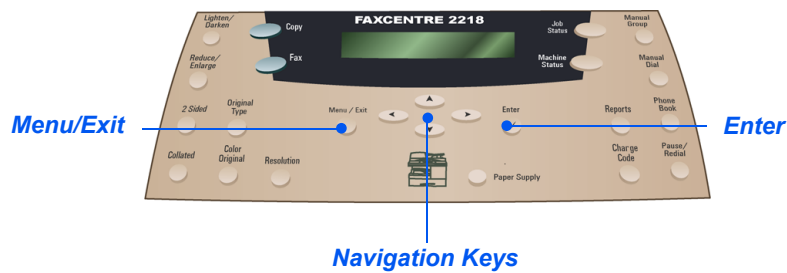 FAXCENTRE 2218
Lighten/
Darken
Copy
Job
Status
Manual
Group
Reduce/
Enlarge
Fax
Machine
Status
Manual
Dial
2 Sided
Original
Type
Menu / Exit
Enter
Reports
Phone
Book
Menu/Exit
Enter
Collated
Color
Original
Resolution
Paper Supply
Charge
Code
Pause/
Redial
Navigation Keys